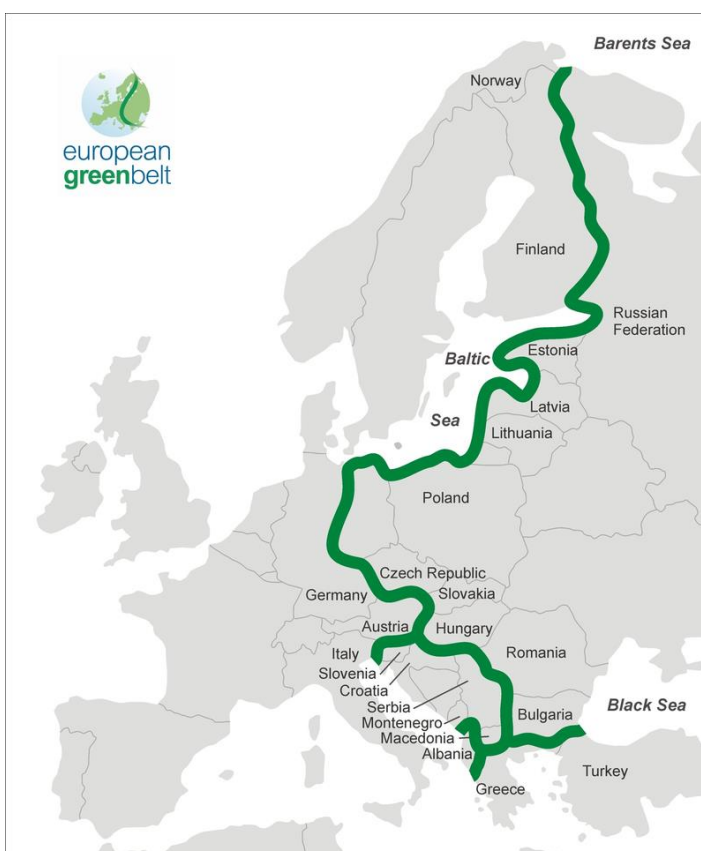 Barents Sea
Norway
european
greenbelt
Finland
Russian
Federation
Baltic
Estonia
Sea
Latvia
Lithuania
Poland
Czech Republic
Germany
Slovakia
Austria
Hungary
Italy
Romania
Slovenia
Croatia
Serbia
Black Sea
Montenegro
Bulgaria
Macedonia
Albania
Turkey
Greece